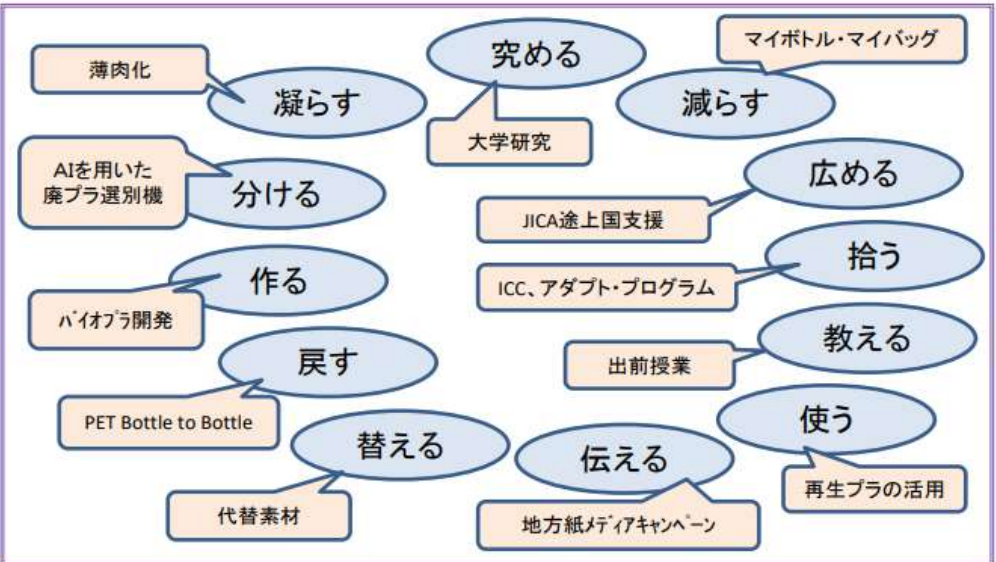 究める
大学研究
マイボトル・マイバッグ
減らす
薄肉化
凝らす
AIを用いた
廃プラ選別機
分ける
広める
JICA途上国支援
拾う
ICC、アダプト・プログラム
作る
ﾊﾞｲｵﾌﾟﾗ開発
教える
出前授業
戻す
PET Bottle to Bottle
使う
再生プラの活用
替える
代替素材
伝える
地方紙ﾒﾃﾞｨｱｷｬﾝﾍﾟｰﾝ